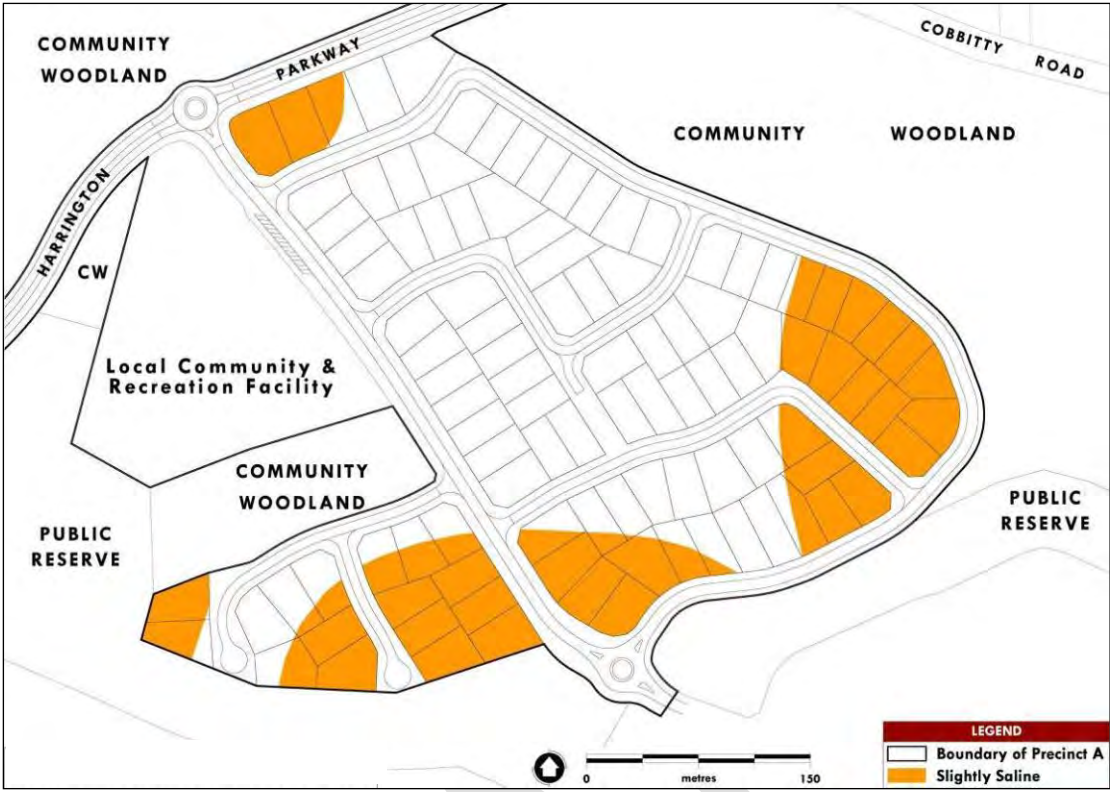 COMMUNITY
WOODLAND
PARKWAY
COBBITTY
ROAD
COMMUNITY WOODLAND
HARRINGTON
CW
Local Community &
Recreation Facility
COMMUNITY
WOODLAND
PUBLIC
RESERVE
PUBLIC
RESERVE
LEGEND
Boundary of Precinct A
Slightly Saline
0 metres 150